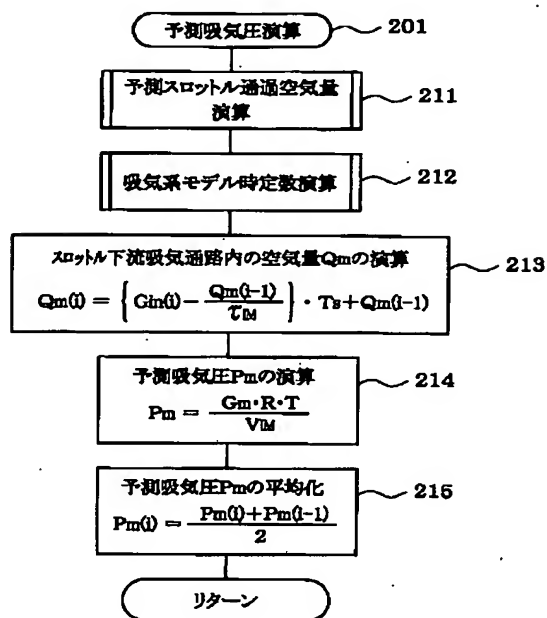 予測吸気圧演算
201
予測スロットル通過空気量
演算
211
吸気系モデル時定数演算
212
スロットル下流吸気通路内の空気量Qmの演算
213
Qm(i) = { Gin(i) − Qm(i-1) / τIM } · Ts + Qm(i-1)
予測吸気圧Pmの演算
214
Pm = Gm·R·T / VIM
予測吸気圧Pmの平均化
215
Pm(i) = Pm(i)+Pm(i-1) / 2
リターン